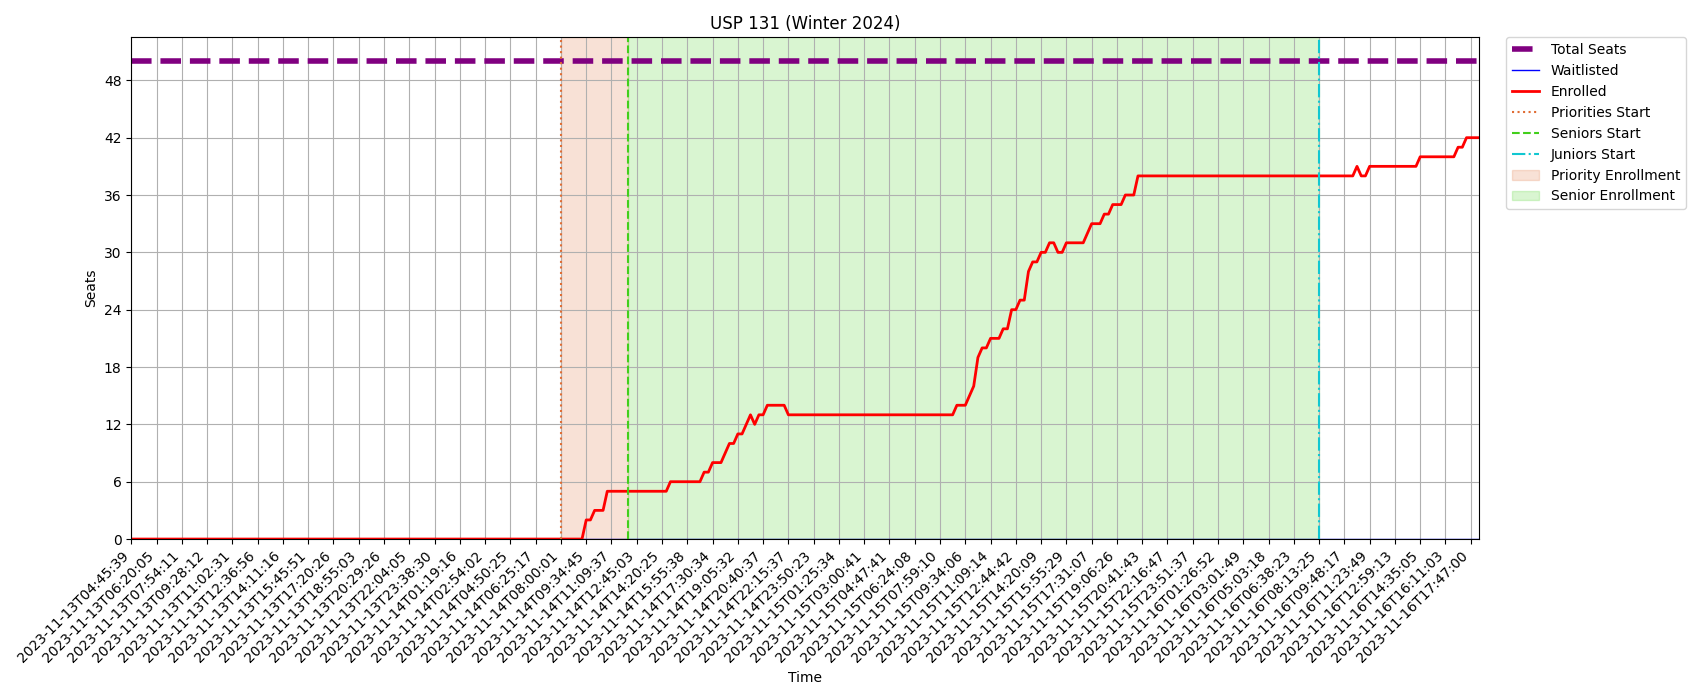 USP 131 (Winter 2024)
Total Seats
Waitlisted
Enrolled
Priorities Start
Seniors Start
Juniors Start
Priority Enrollment
Senior Enrollment
Seats
48
42
36
30
24
18
12
6
0
2023-11-13T04:45:39
2023-11-13T06:20:05
2023-11-13T07:54:11
2023-11-13T09:28:12
2023-11-13T11:02:31
2023-11-13T12:36:56
2023-11-13T14:11:16
2023-11-13T15:45:51
2023-11-13T17:20:26
2023-11-13T18:55:03
2023-11-13T20:29:26
2023-11-13T22:04:05
2023-11-13T23:38:30
2023-11-14T01:19:16
2023-11-14T02:54:02
2023-11-14T04:50:25
2023-11-14T06:25:17
2023-11-14T08:00:01
2023-11-14T09:34:45
2023-11-14T11:09:37
2023-11-14T12:45:03
2023-11-14T14:20:25
2023-11-14T15:55:38
2023-11-14T17:30:34
2023-11-14T19:05:32
2023-11-14T20:40:37
2023-11-14T22:15:37
2023-11-14T23:50:23
2023-11-15T01:25:34
2023-11-15T03:00:41
2023-11-15T04:47:41
2023-11-15T06:24:08
2023-11-15T07:59:10
2023-11-15T09:34:06
2023-11-15T11:09:14
2023-11-15T12:44:42
2023-11-15T14:20:09
2023-11-15T15:55:29
2023-11-15T17:31:07
2023-11-15T19:06:26
2023-11-15T20:41:43
2023-11-15T22:16:47
2023-11-15T23:51:37
2023-11-16T01:26:52
2023-11-16T03:01:49
2023-11-16T05:03:18
2023-11-16T06:38:23
2023-11-16T08:13:25
2023-11-16T09:48:17
2023-11-16T11:23:49
2023-11-16T12:59:13
2023-11-16T14:35:05
2023-11-16T16:11:03
2023-11-16T17:47:00
Time